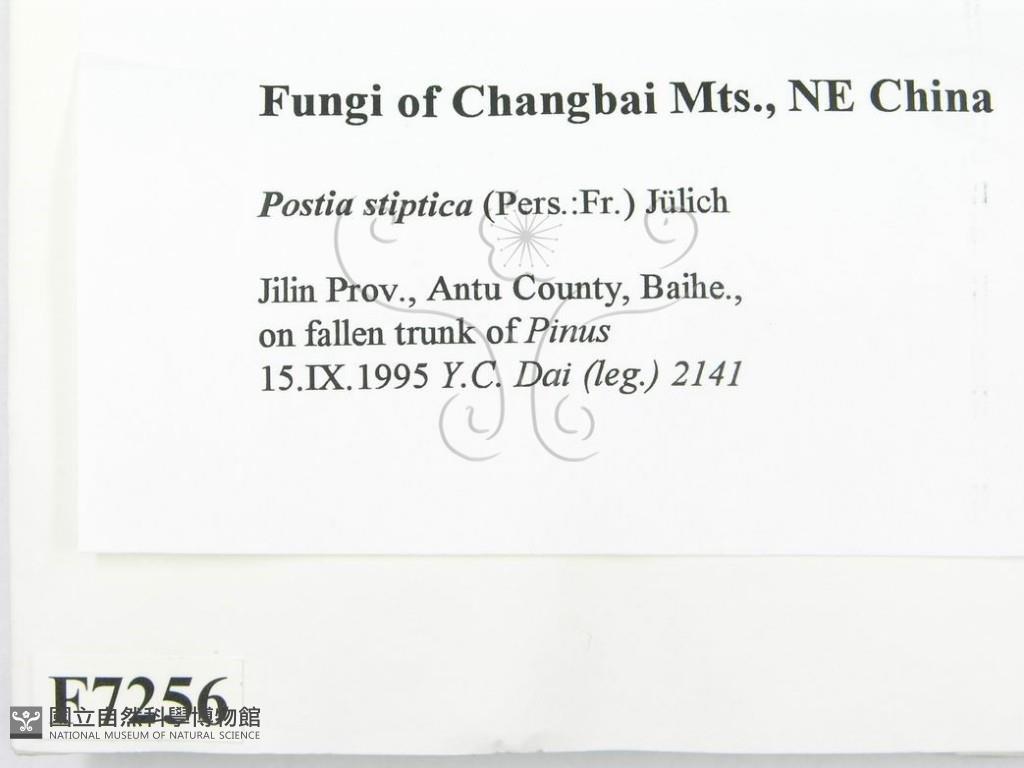 Fungi of Changbai Mts., NE China
Postia stiptica (Pers.:Fr.) Jülich
Jilin Prov., Antu County, Baihe.,
on fallen trunk of Pinus
15.IX.1995 Y.C. Dai (leg.) 2141
F7256
國立自然科學博物館
NATIONAL MUSEUM OF NATURAL SCIENCE